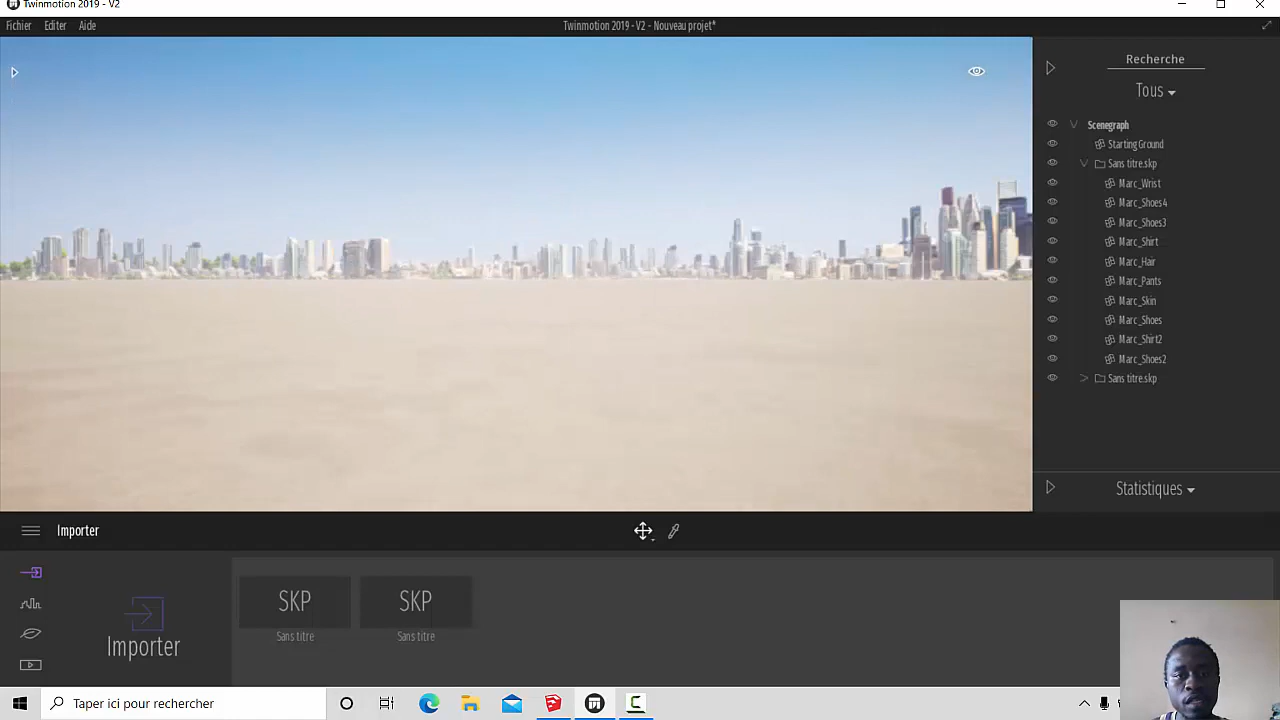 Twinmotion 2019 - V2
Fichier Editer Aide
Twinmotion 2019 - V2 - Nouveau projet*
Recherche
Tous
Scenegraph
Starting Ground
Sans titre.skp
Marc_Wrist
Marc_Shoes4
Marc_Shoes3
Marc_Shirt
Marc_Hair
Marc_Pants
Marc_Skin
Marc_Shoes
Marc_Shirt2
Marc_Shoes2
Sans titre.skp
Statistiques
Importer
SKP SKP
Sans titre Sans titre
Importer
Taper ici pour rechercher